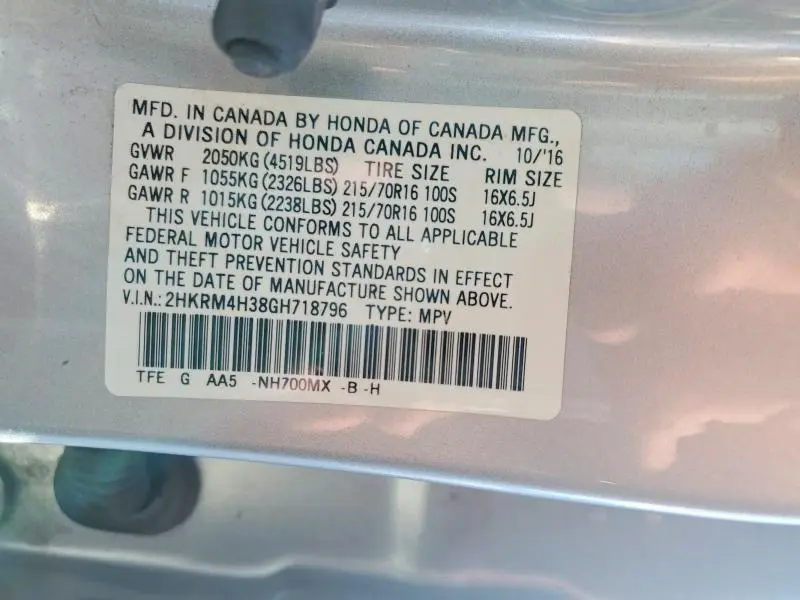 MFD. IN CANADA BY HONDA OF CANADA MFG.,
A DIVISION OF HONDA CANADA INC. 10/'16
GVWR 2050KG (4519LBS) TIRE SIZE RIM SIZE
GAWR F 1055KG (2326LBS) 215/70R16 100S 16X6.5J
GAWR R 1015KG (2238LBS) 215/70R16 100S 16X6.5J
THIS VEHICLE CONFORMS TO ALL APPLICABLE
FEDERAL MOTOR VEHICLE SAFETY
AND THEFT PREVENTION STANDARDS IN EFFECT
ON THE DATE OF MANUFACTURE SHOWN ABOVE.
V.I.N.: 2HKRM4H38GH718796 TYPE: MPV
TFE G AA5 -NH700MX -B -H